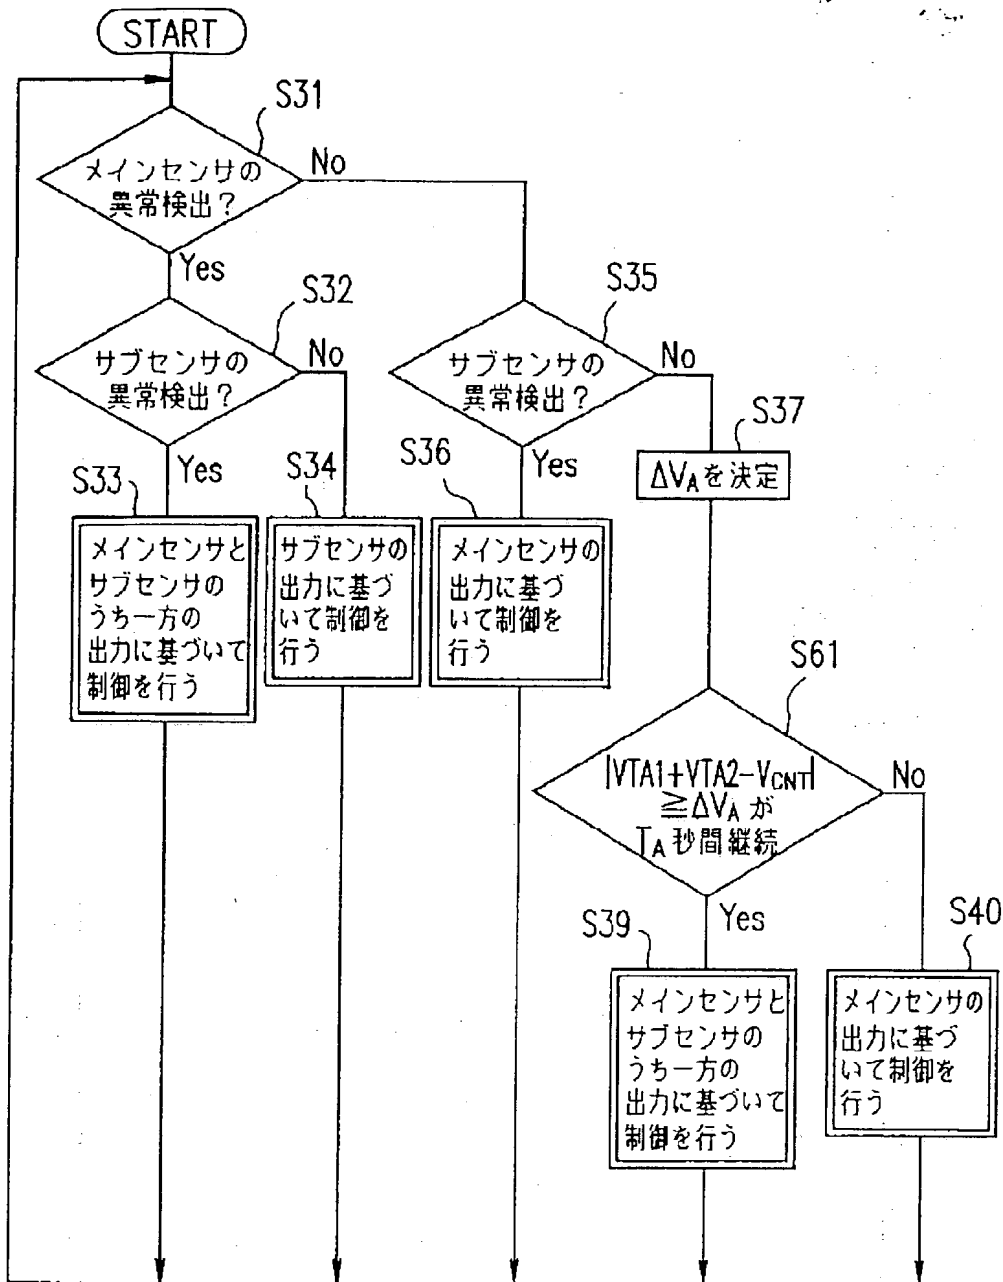 START
S31
メインセンサの
異常検出?
No
Yes
S32
サブセンサの
異常検出?
No
Yes
S35
サブセンサの
異常検出?
No
Yes
S37
ΔVAを決定
S33
メインセンサと
サブセンサの
うち一方の
出力に基づいて
制御を行う
S34
サブセンサの
出力に基づ
いて制御を
行う
S36
メインセンサの
出力に基づ
いて制御を
行う
S61
|VTA1+VTA2-VCNT|
≧ΔVAが
TA秒間継続
No
Yes
S39
メインセンサと
サブセンサの
うち一方の
出力に基づいて
制御を行う
S40
メインセンサの
出力に基づ
いて制御を
行う